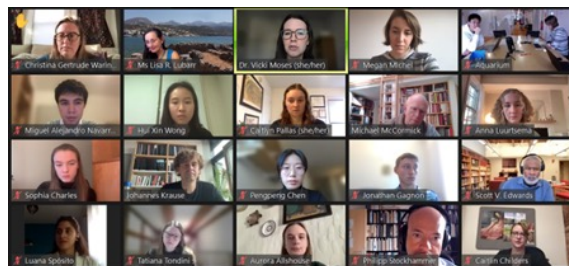 Christina Gertrude Warin...
Ms Lisa R. Lubarr
Dr. Vicki Moses (she/her)
Megan Michel
Aquarium
Miguel Alejandro Navarr...
Hui Xin Wong
Caitlyn Pallas (she/her)
Michael McCormick
Anna Luurtsema
Sophia Charles
Johannes Krause
Pengpeng Chen
Jonathan Gagnon
Scott V. Edwards
Luana Spósito
Tatiana Tondini
Aurora Allshouse
Philipp Stockhammer
Caitlin Childers